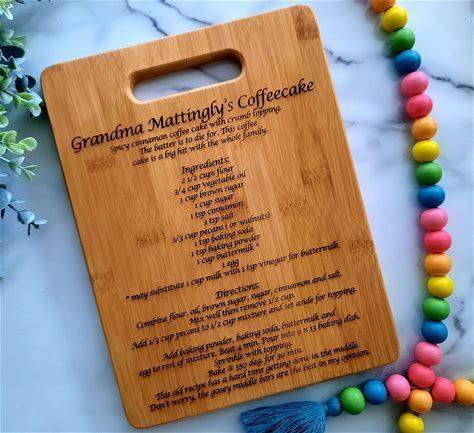 Grandma Mattingly's Coffeecake
Spicy cinnamon coffee cake with crumb topping.
The batter is to die for. This coffee
cake is a big hit with the whole family.
Ingredients:
2 1/2 cups flour
3/4 cup vegetable oil
1 cup brown sugar
1 cup sugar
1 tsp cinnamon
1 tsp salt
1/3 cup pecans ( or walnuts)
1 tsp baking soda
1 tsp baking powder
1 cup buttermilk *
1 egg
* may substitute 1 cup milk with 1 tsp vinegar for buttermilk
Directions:
Combine flour, oil, brown sugar, sugar, cinnamon and salt.
Mix well then remove 1/2 cup.
Add 1/3 cup pecans to 1/2 cup mixture and set aside for topping.
Add baking powder, baking soda, buttermilk and
egg to rest of mixture. Beat 4 min. Pour into 9 x 13 baking dish.
Sprinkle with topping.
Bake @ 350 deg. for 30 min.
This old recipe has a hard time getting done in the middle.
Don't worry, the gooey middle bars are the best in my opinion.